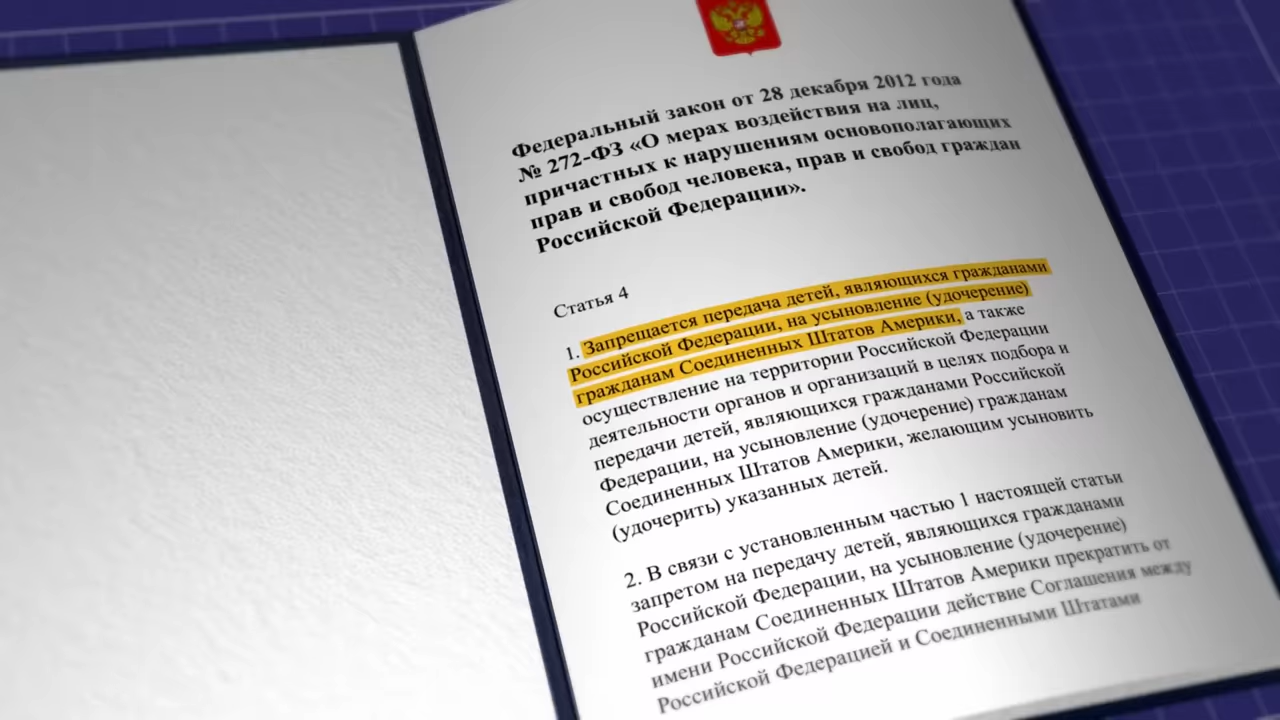 Федеральный закон от 28 декабря 2012 года
№ 272-ФЗ «О мерах воздействия на лиц,
причастных к нарушениям основополагающих
прав и свобод человека, прав и свобод граждан
Российской Федерации».
Статья 4
1. Запрещается передача детей, являющихся гражданами
Российской Федерации, на усыновление (удочерение)
гражданам Соединенных Штатов Америки, а также
осуществление на территории Российской Федерации
деятельности органов и организаций в целях подбора и
передачи детей, являющихся гражданами Российской
Федерации, на усыновление (удочерение) гражданам
Соединенных Штатов Америки, желающим усыновить
(удочерить) указанных детей.
2. В связи с установленным частью 1 настоящей статьи
запретом на передачу детей, являющихся гражданами
Российской Федерации, на усыновление (удочерение)
гражданам Соединенных Штатов Америки прекратить от
имени Российской Федерации действие Соглашения между
Российской Федерацией и Соединенными Штатами